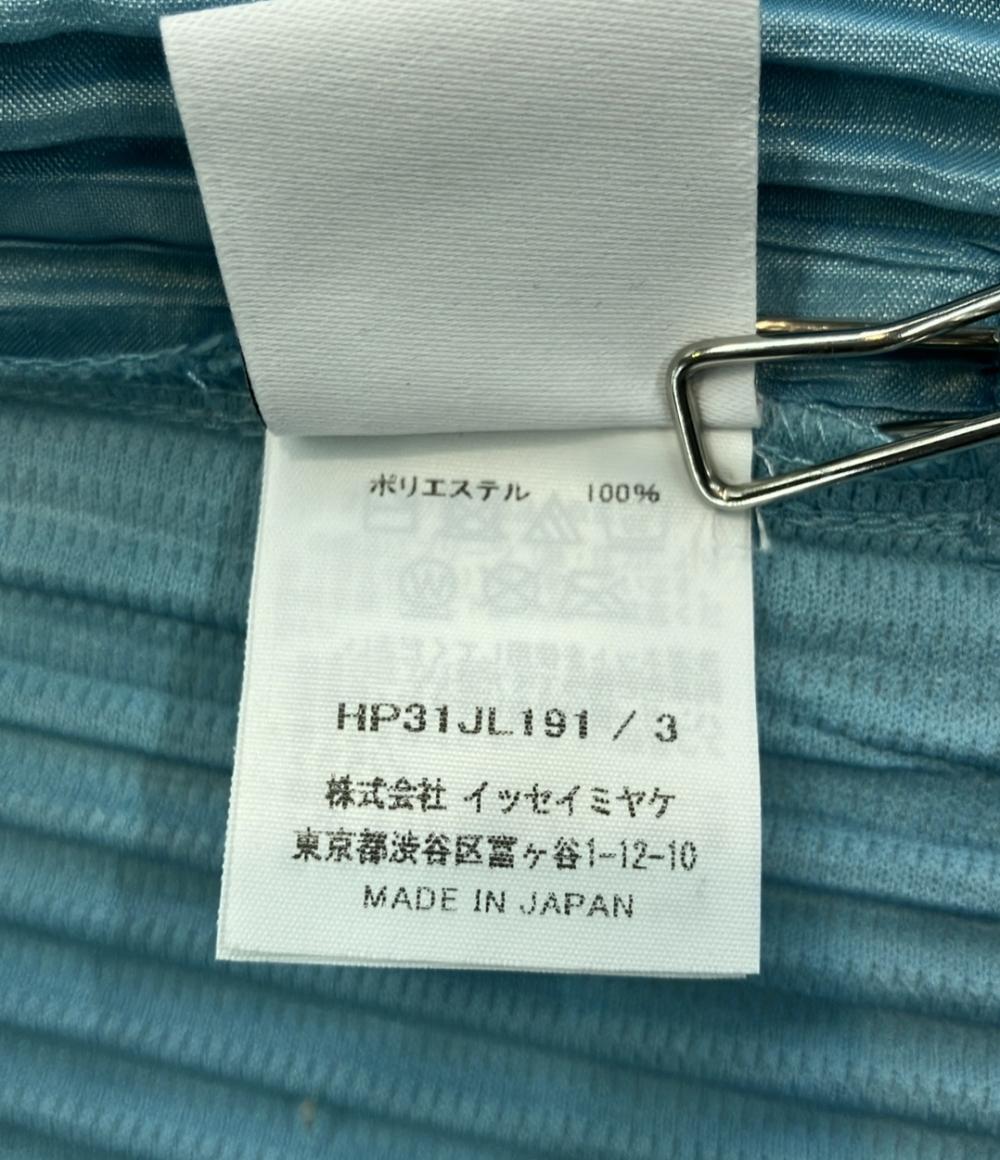 ポリエステル 100%
HP31JL191 / 3
株式会社 イッセイミヤケ
東京都渋谷区富ヶ谷1-12-10
MADE IN JAPAN